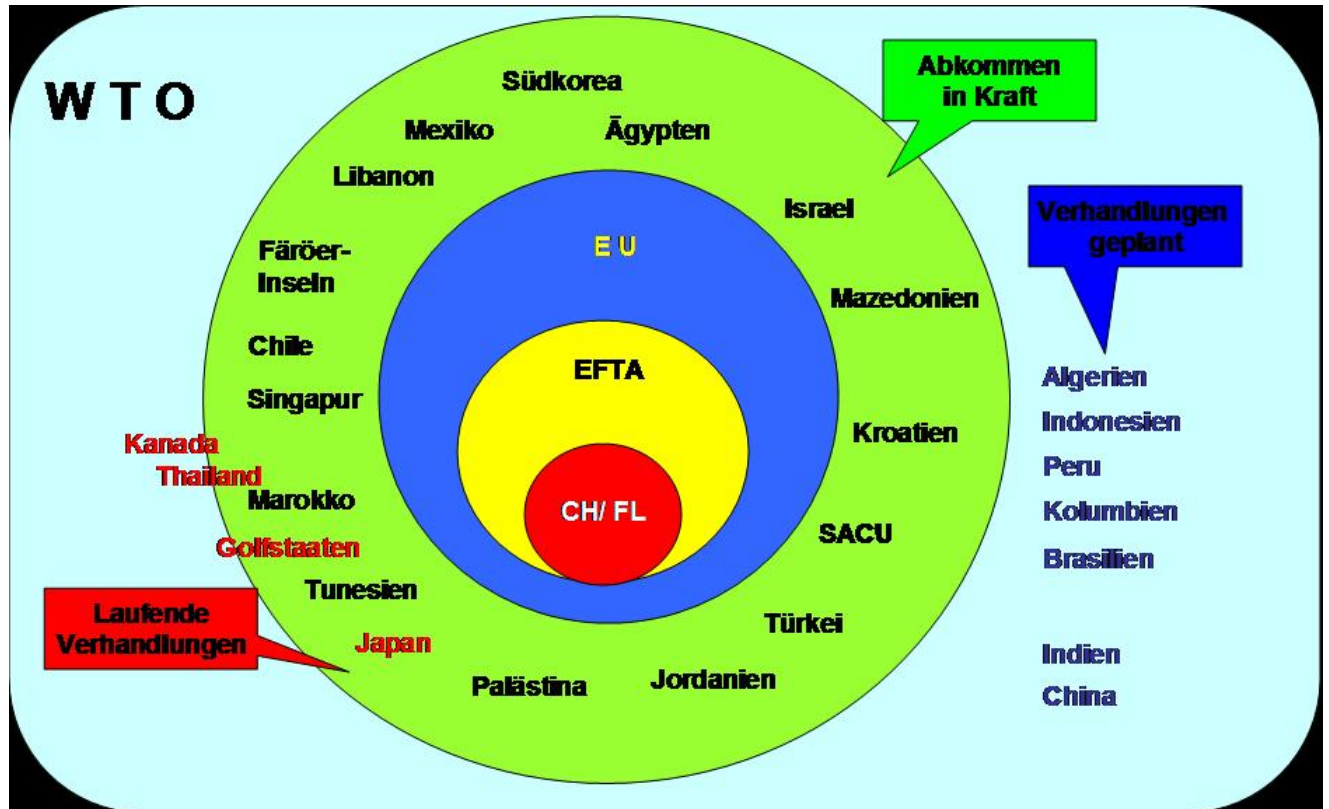 W T O
Südkorea
Mexiko
Ägypten
Libanon
Israel
Färöer-
Inseln
Mazedonien
Chile
Singapur
Kroatien
Kanada
Thailand
Marokko
SACU
Golfstaaten
Tunesien
Türkei
Japan
Palästina
Jordanien
E U
EFTA
CH/ FL
Abkommen
in Kraft
Verhandlungen
geplant
Algerien
Indonesien
Peru
Kolumbien
Brasilien
Indien
China
Laufende
Verhandlungen